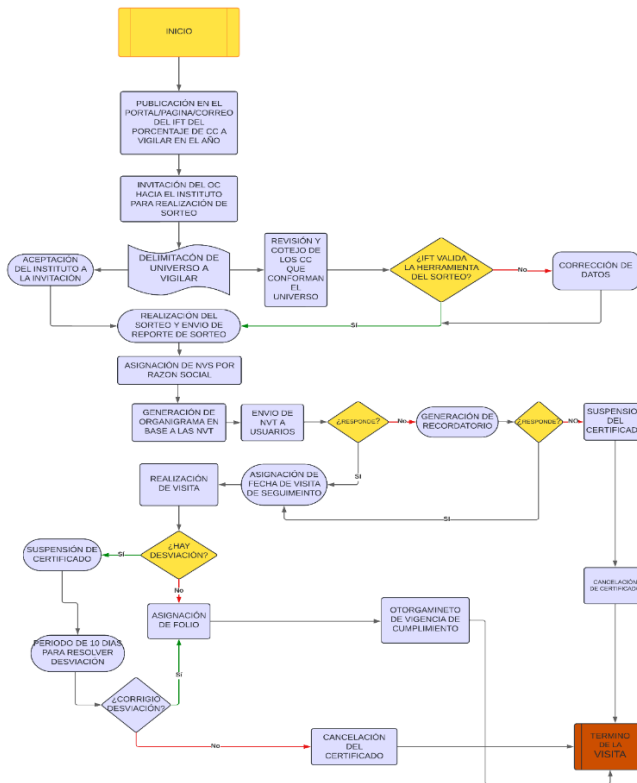 INICIO
PUBLICACIÓN EN EL
PORTAL/PAGINA/CORREO
DEL IFT DEL
PORCENTAJE DE CC A
VIGILAR EN EL AÑO
INVITACIÓN DEL OC
HACIA EL INSTITUTO
PARA REALIZACIÓN DE
SORTEO
ACEPTACIÓN
DEL INSTITUTO A
LA INVITACIÓN
DELIMITACÓN DE
UNIVERSO A
VIGILAR
REVISIÓN Y
COTEJO DE
LOS CC
QUE
CONFORMAN
EL
UNIVERSO
¿IFT VALIDA
LA HERRAMIENTA
DEL SORTEO?
No
CORRECCIÓN DE
DATOS
SI
REALIZACIÓN DEL
SORTEO Y ENVIO DE
REPORTE DE SORTEO
ASIGNACIÓN DE NVS POR
RAZON SOCIAL
GENERACIÓN DE
ORGANIGRAMA EN
BASE A LAS NVT
ENVIO DE
NVT A
USUARIOS
¿RESPONDE?
No
GENERACIÓN DE
RECORDATORIO
¿RESPONDE?
NO
SUSPENSIO
DEL
CERTIFICAD
SI
REALIZACIÓN DE
VISITA
ASIGNACIÓN DE
FECHA DE VISITA
DE SEGUIMEINTO
SI
SUSPENSIÓN DE
CERTIFICADO
SI
¿HAY
DESVIACIÓN?
No
CANCELACIÓN
DE CERTIFICADO
ASIGNACIÓN
DE FOLIO
OTORGAMINETO
DE VIGENCIA DE
CUMPLIMIENTO
PERIODO DE 10 DIAS
PARA RESOLVER
DESVIACIÓN
SI
¿CORRIGIO
DESVIACIÓN?
No
CANCELACIÓN
DEL
CERTIFICADO
TERMINO
DE LA
VISITA